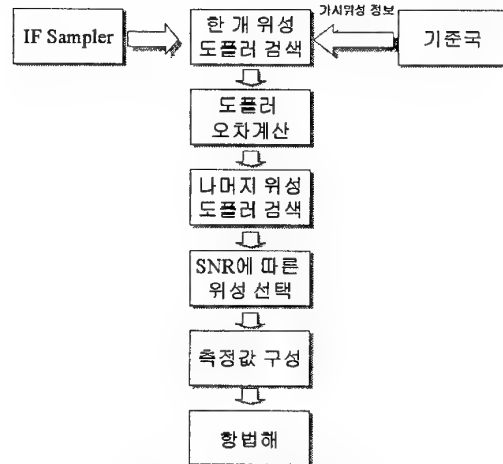 가시위성 정보
IF Sampler
한 개 위성
도플러 검색
기준국
도플러
오차계산
나머지 위성
도플러 검색
SNR에 따른
위성 선택
측정값 구성
항법해